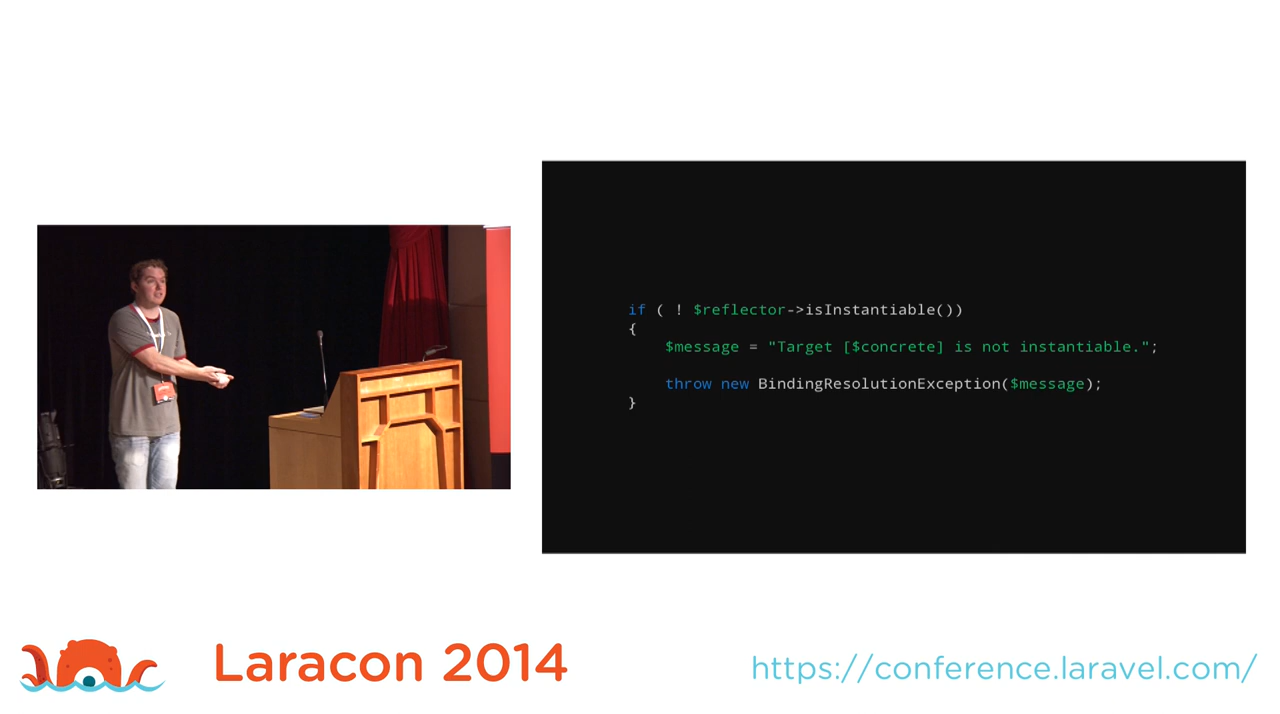 if ( ! $reflector->isInstantiable())
{
$message = "Target [$concrete] is not instantiable.";
throw new BindingResolutionException($message);
}
Laracon 2014
https://conference.laravel.com/